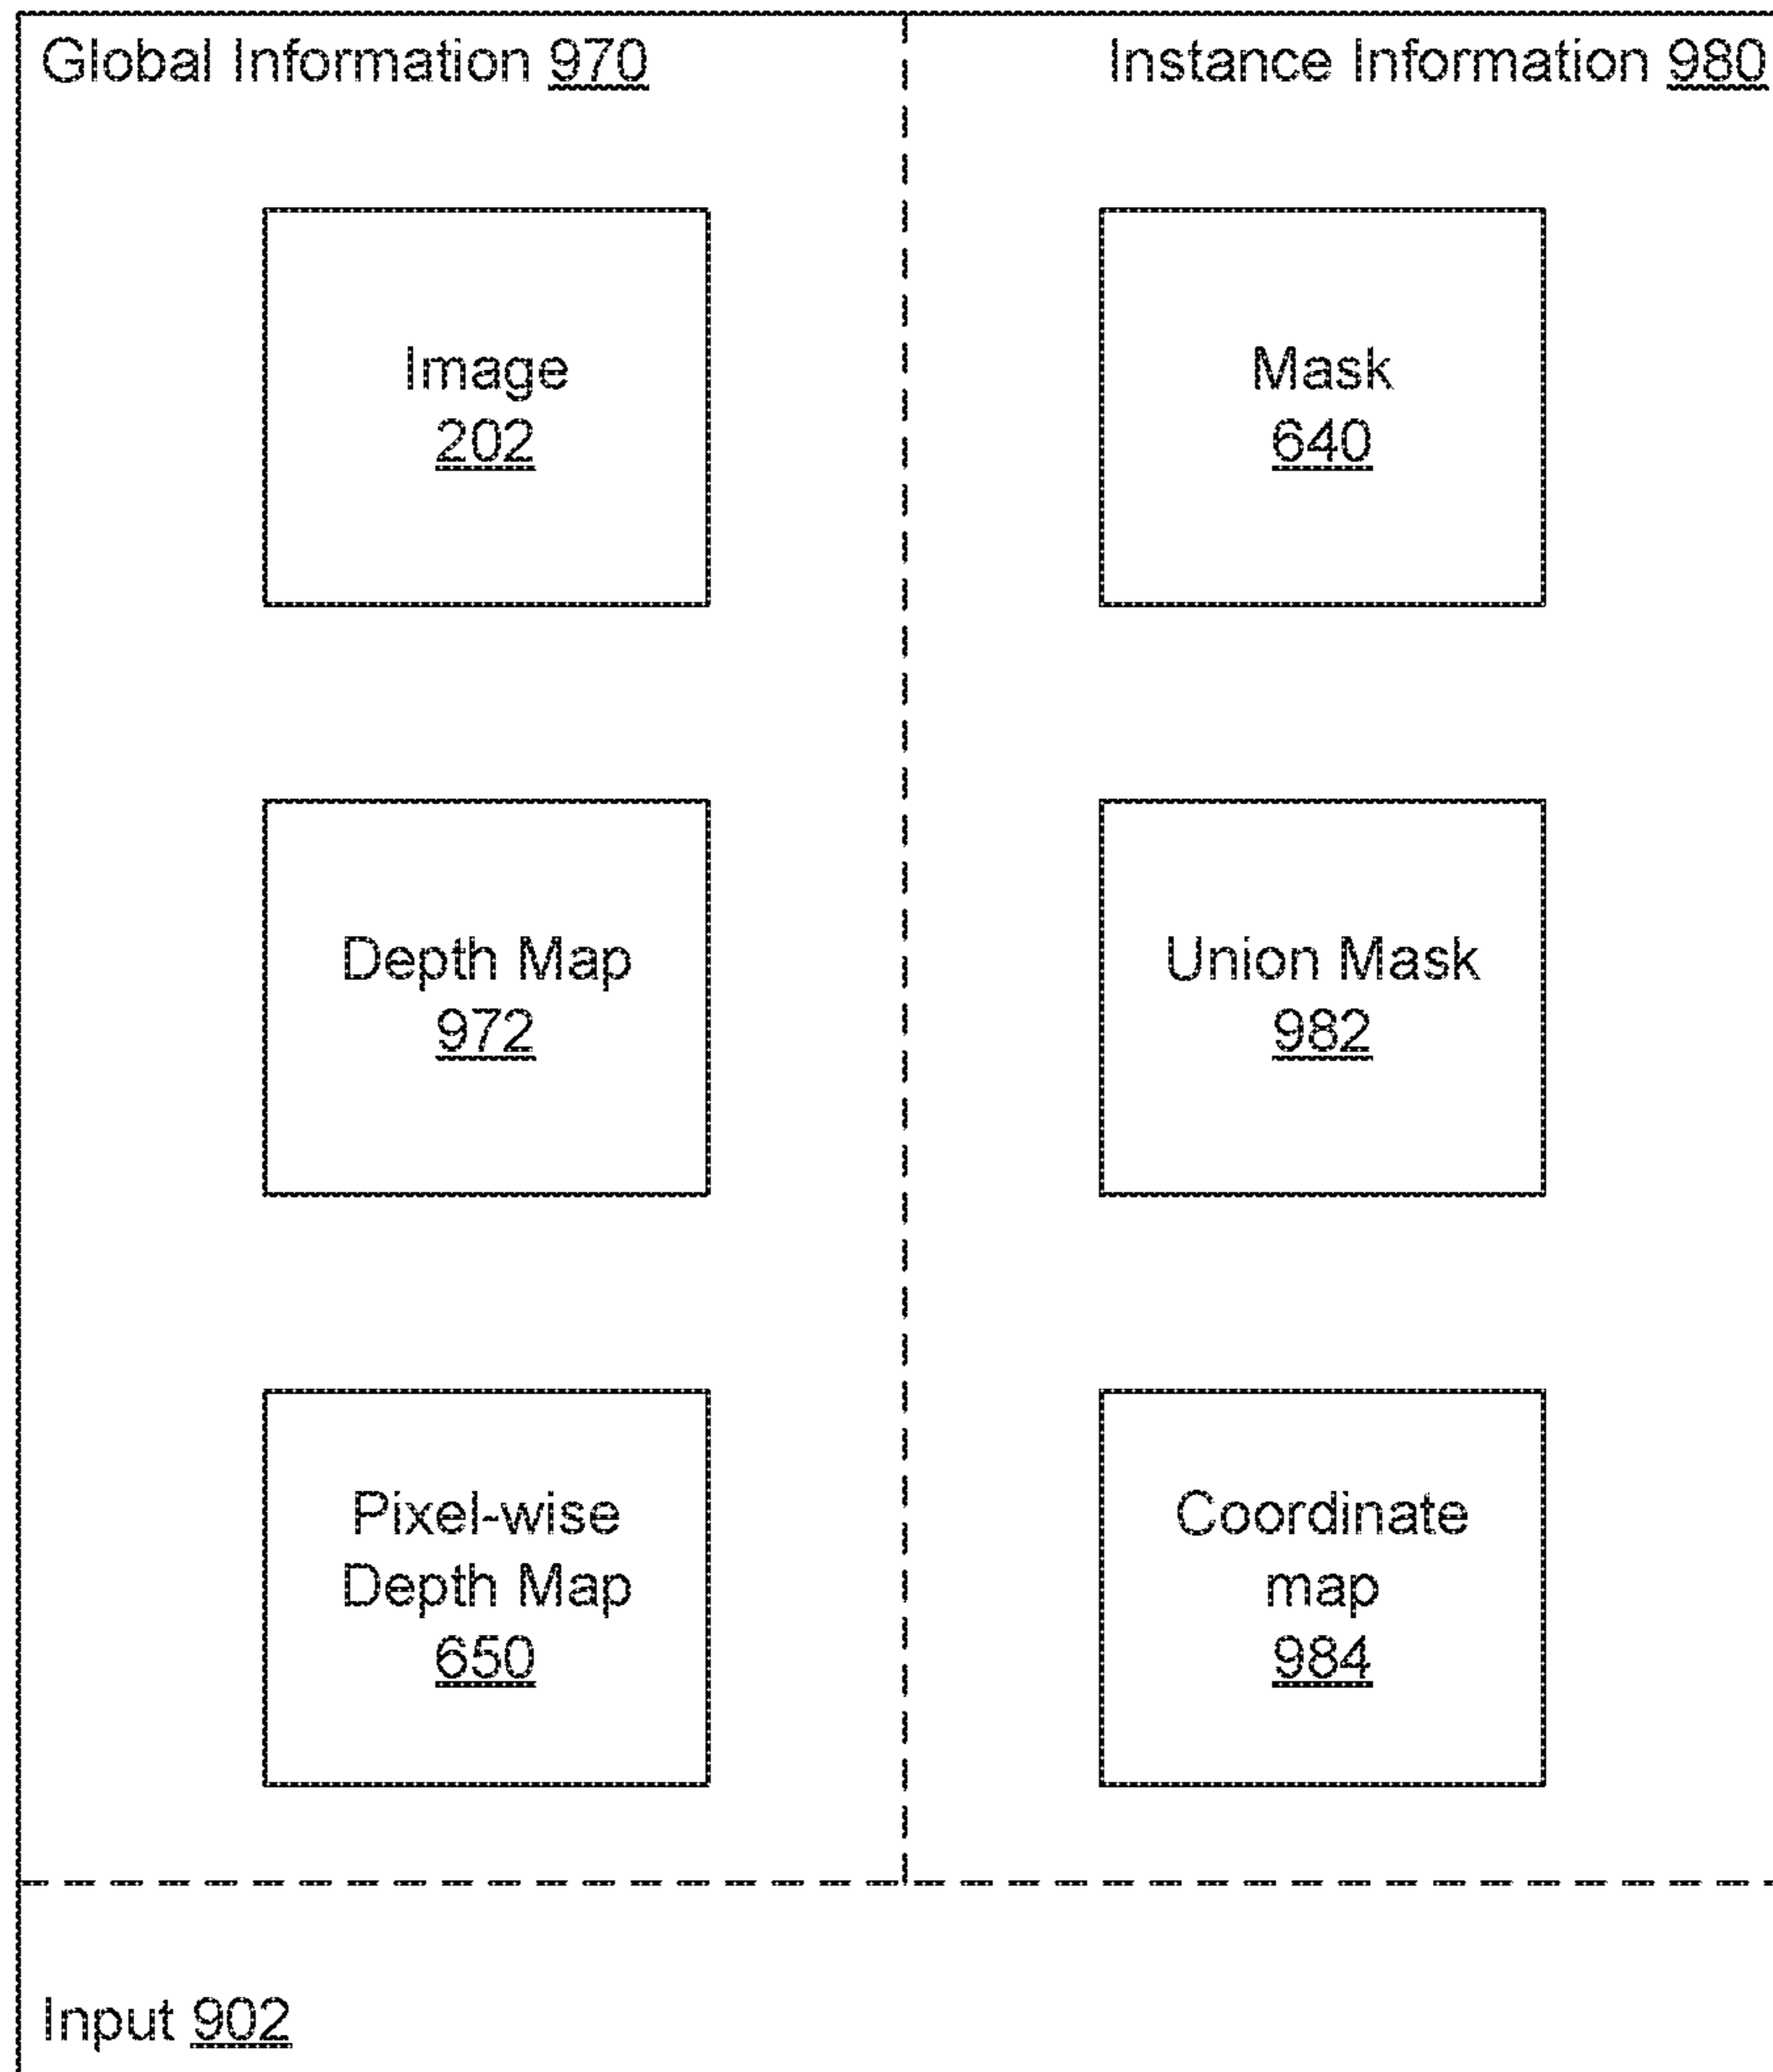 Global Information 970
Instance Information 980
Image
202
Mask
640
Depth Map
972
Union Mask
982
Pixel-wise
Depth Map
650
Coordinate
map
984
Input 902